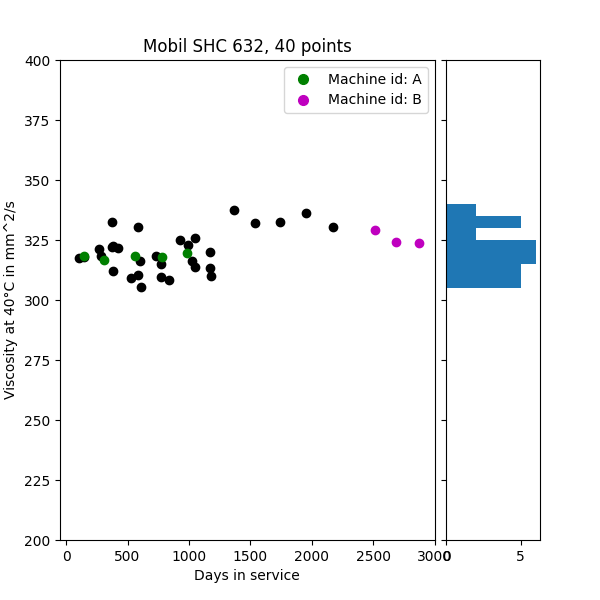 Mobil SHC 632, 40 points
Machine id: A
Machine id: B
400
375
350
325
300
275
250
225
200
Viscosity at 40°C in mm^2/s
0 500 1000 1500 2000 2500 3000
0 5
Days in service